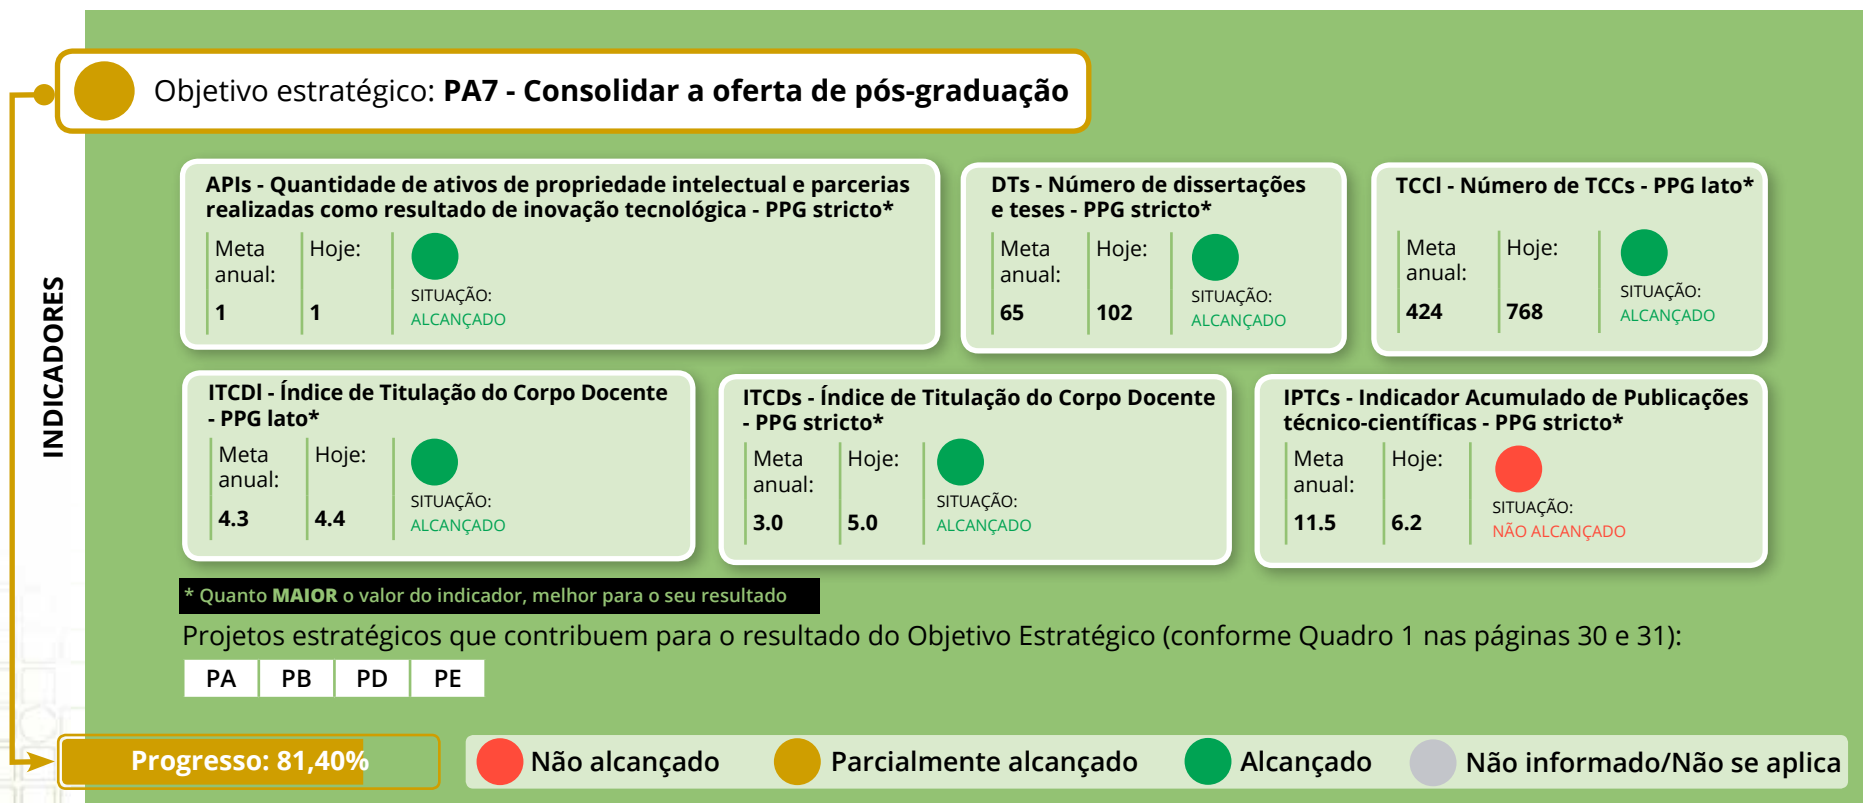 Objetivo estratégico: PA7 - Consolidar a oferta de pós-graduação
INDICADORES
APIs - Quantidade de ativos de propriedade intelectual e parcerias
realizadas como resultado de inovação tecnológica - PPG stricto*
Meta
anual:
1
Hoje:
1
SITUAÇÃO:
ALCANÇADO
DTs - Número de dissertações
e teses - PPG stricto*
Meta
anual:
65
Hoje:
102
SITUAÇÃO:
ALCANÇADO
TCCl - Número de TCCs - PPG lato*
Meta
anual:
424
Hoje:
768
SITUAÇÃO:
ALCANÇADO
ITCDl - Índice de Titulação do Corpo Docente
- PPG lato*
Meta
anual:
4.3
Hoje:
4.4
SITUAÇÃO:
ALCANÇADO
ITCDs - Índice de Titulação do Corpo Docente
- PPG stricto*
Meta
anual:
3.0
Hoje:
5.0
SITUAÇÃO:
ALCANÇADO
IPTCs - Indicador Acumulado de Publicações
técnico-científicas - PPG stricto*
Meta
anual:
11.5
Hoje:
6.2
SITUAÇÃO:
NÃO ALCANÇADO
* Quanto MAIOR o valor do indicador, melhor para o seu resultado
Projetos estratégicos que contribuem para o resultado do Objetivo Estratégico (conforme Quadro 1 nas páginas 30 e 31):
PA PB PD PE
Progresso: 81,40%
Não alcançado Parcialmente alcançado Alcançado Não informado/Não se aplica